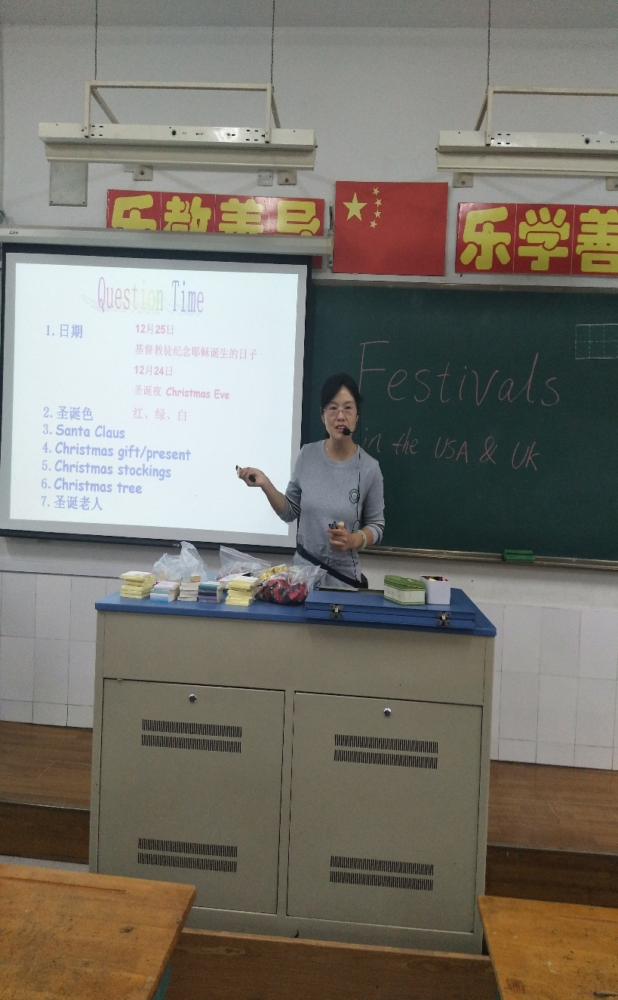 乐教善导
乐学善
Question Time
1.日期
12月25日
基督教徒纪念耶稣诞生的日子
12月24日
圣诞夜 Christmas Eve
2.圣诞色
红、绿、白
3.Santa Claus
4.Christmas gift/present
5.Christmas stockings
6.Christmas tree
7.圣诞老人
Festivals
in the USA & UK